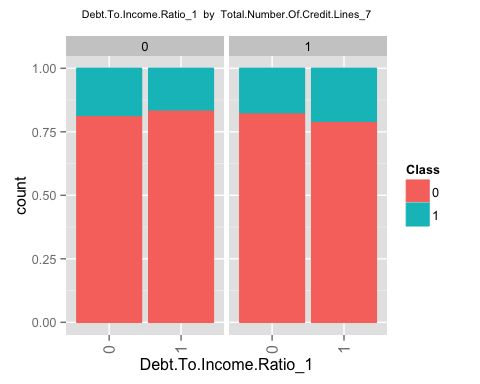 Debt.To.Income.Ratio_1 by Total.Number.Of.Credit.Lines_7
0 1
1.00
0.75
0.50
0.25
0.00
count
0 1 0 1
Debt.To.Income.Ratio_1
Class
0
1